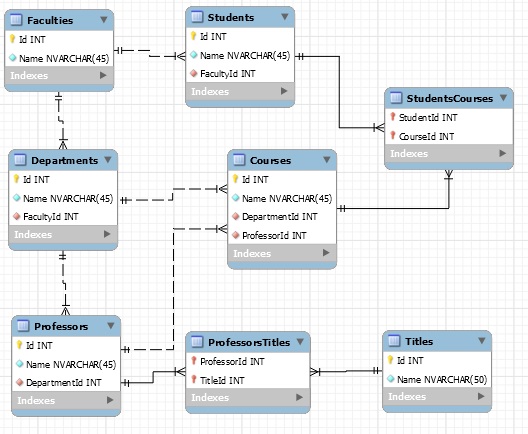 Faculties
Id INT
Name NVARCHAR(45)
Indexes
Students
Id INT
Name NVARCHAR(45)
FacultyId INT
Indexes
StudentsCourses
StudentId INT
CourseId INT
Indexes
Departments
Id INT
Name NVARCHAR(45)
FacultyId INT
Indexes
Courses
Id INT
Name NVARCHAR(45)
DepartmentId INT
ProfessorId INT
Indexes
Professors
Id INT
Name NVARCHAR(45)
DepartmentId INT
Indexes
ProfessorsTitles
ProfessorId INT
TitleId INT
Indexes
Titles
Id INT
Name NVARCHAR(50)
Indexes